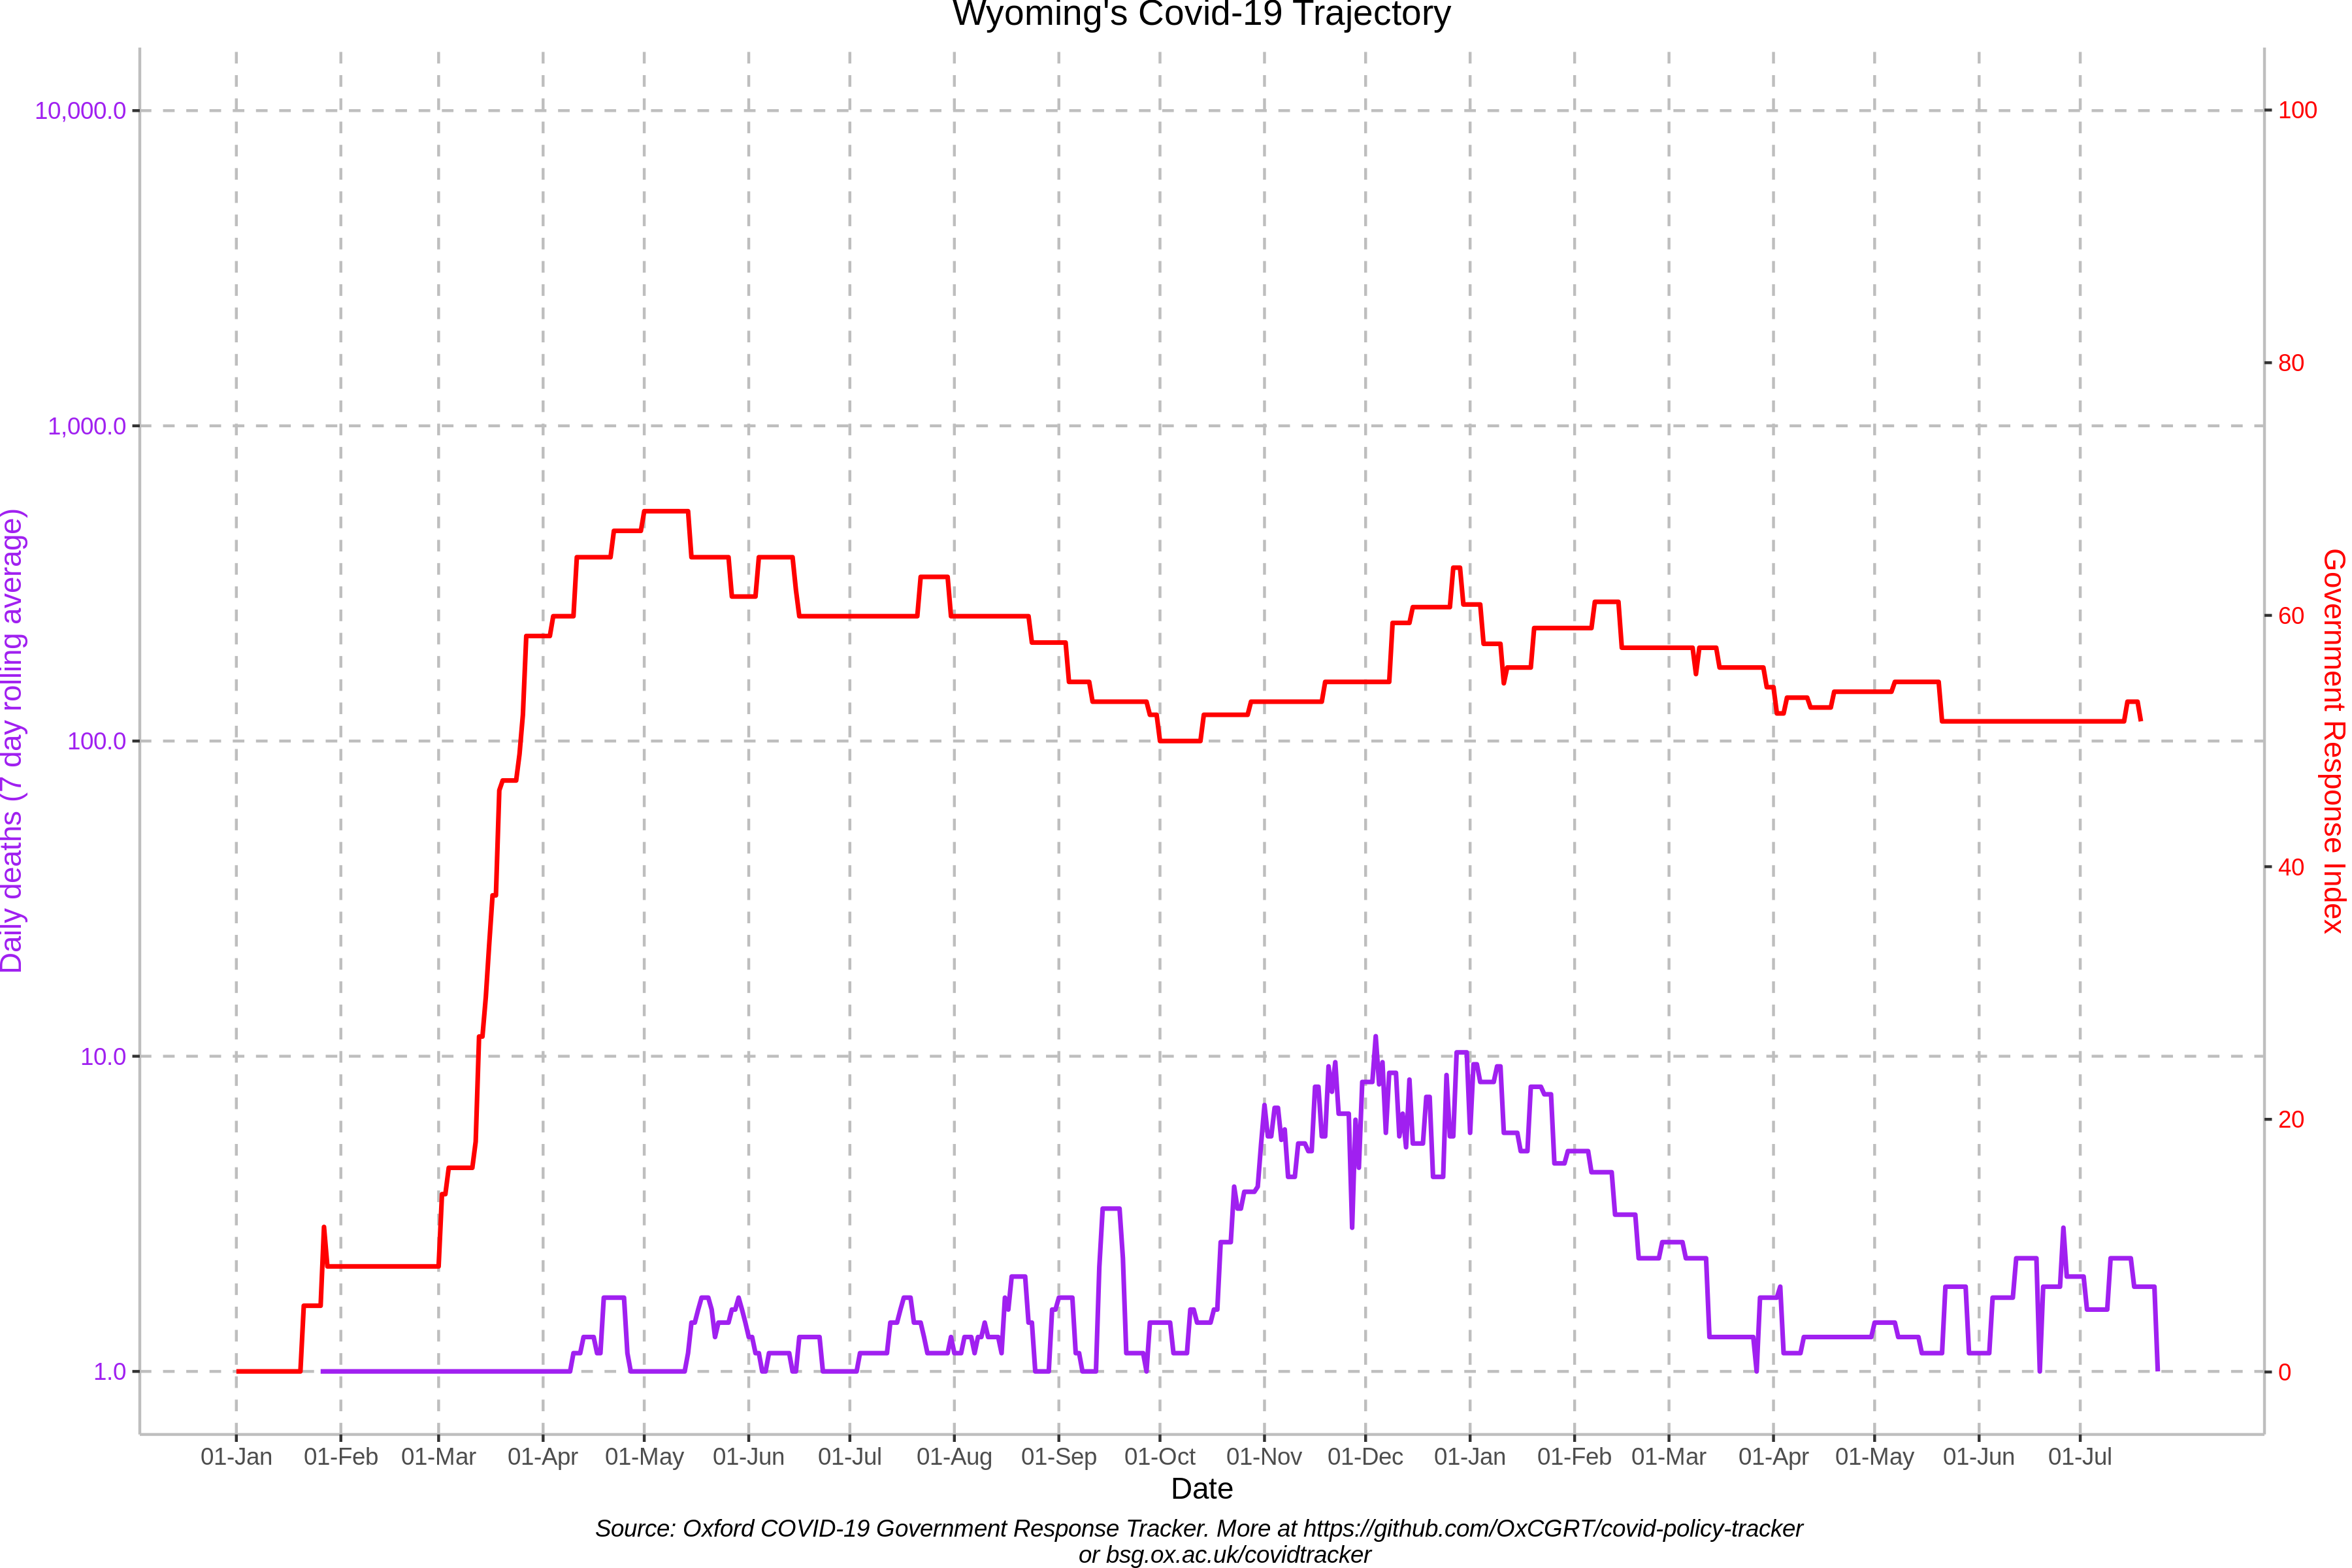 Wyoming's Covid-19 Trajectory
10,000.0
1,000.0
100.0
10.0
1.0
Daily deaths (7 day rolling average)
100
80
60
40
20
0
Government Response Index
01-Jan 01-Feb 01-Mar 01-Apr 01-May 01-Jun 01-Jul 01-Aug 01-Sep 01-Oct 01-Nov 01-Dec 01-Jan 01-Feb 01-Mar 01-Apr 01-May 01-Jun 01-Jul
Date
Source: Oxford COVID-19 Government Response Tracker. More at https://github.com/OxCGRT/covid-policy-tracker
or bsg.ox.ac.uk/covidtracker